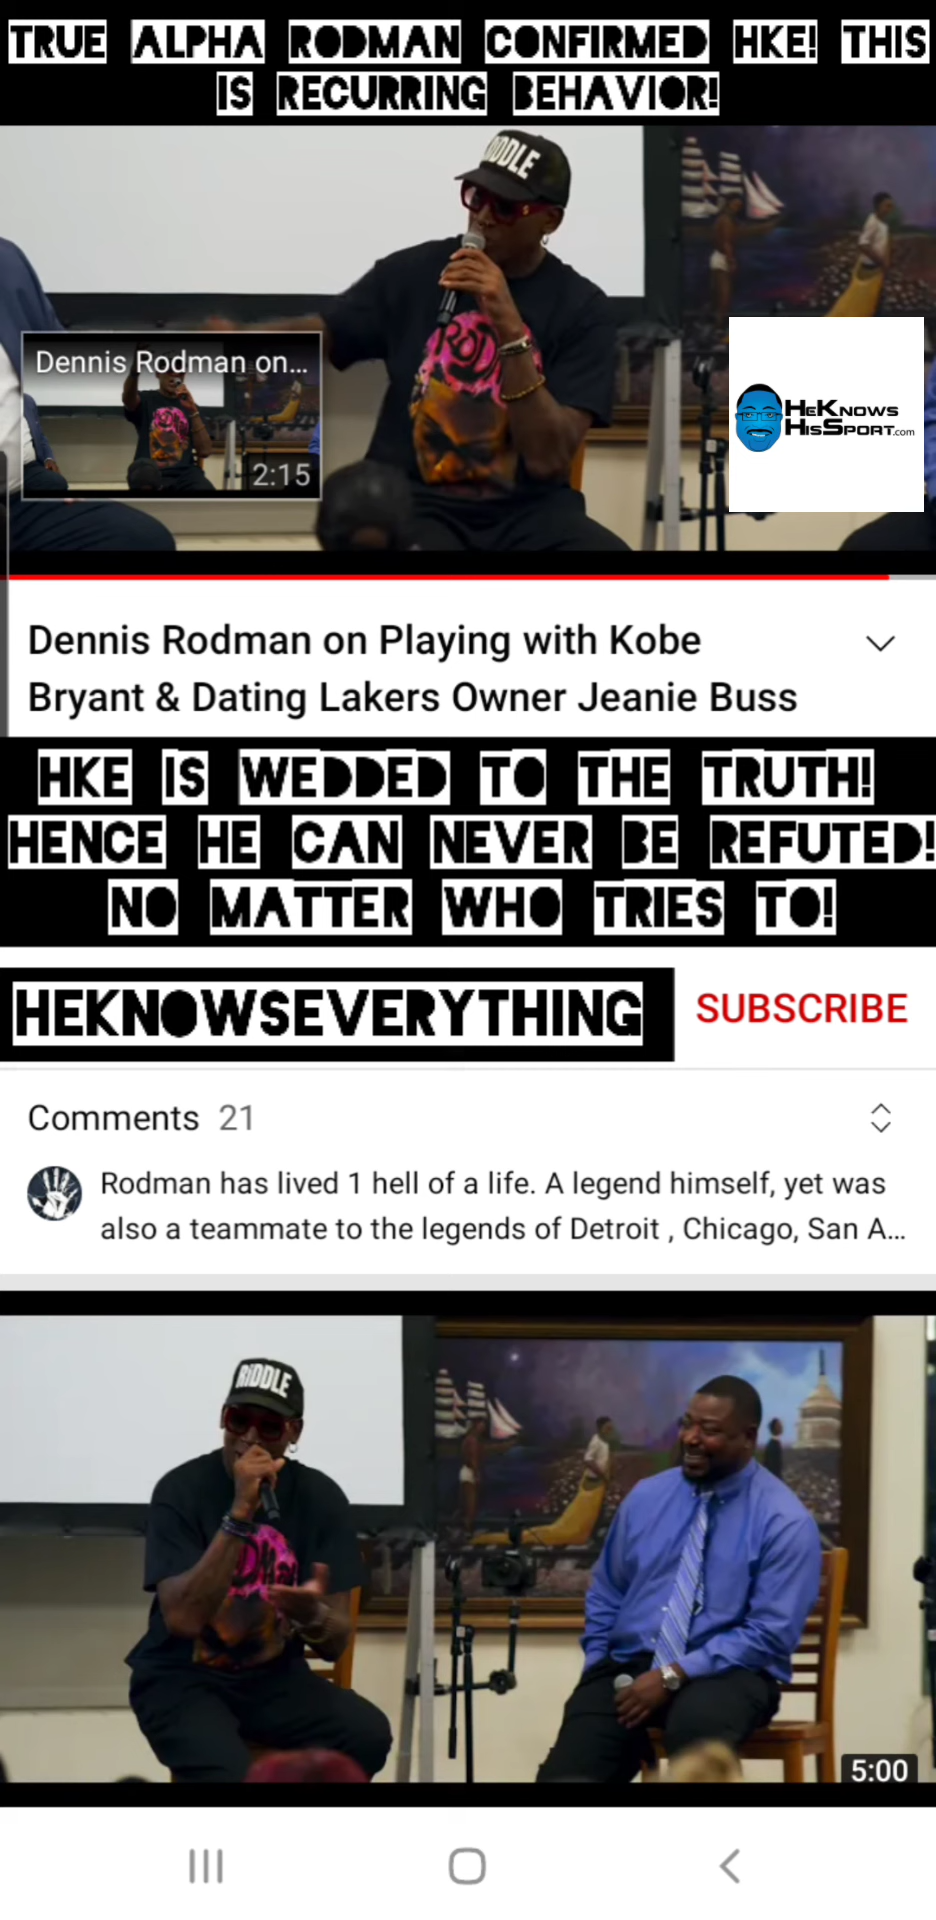 TRUE ALPHA RODMAN CONFIRMED HKE! THIS
IS RECURRING BEHAVIOR!
RIDDLE
Dennis Rodman on...
2:15
ROD
HEKNOWS
HISSPORT.com
Dennis Rodman on Playing with Kobe
Bryant & Dating Lakers Owner Jeanie Buss
HKE IS WEDDED TO THE TRUTH!
HENCE HE CAN NEVER BE REFUTED!
NO MATTER WHO TRIES TO!
HEKNOWSEVERYTHING
SUBSCRIBE
Comments 21
Rodman has lived 1 hell of a life. A legend himself, yet was
also a teammate to the legends of Detroit , Chicago, San A...
RIDDLE
5:00